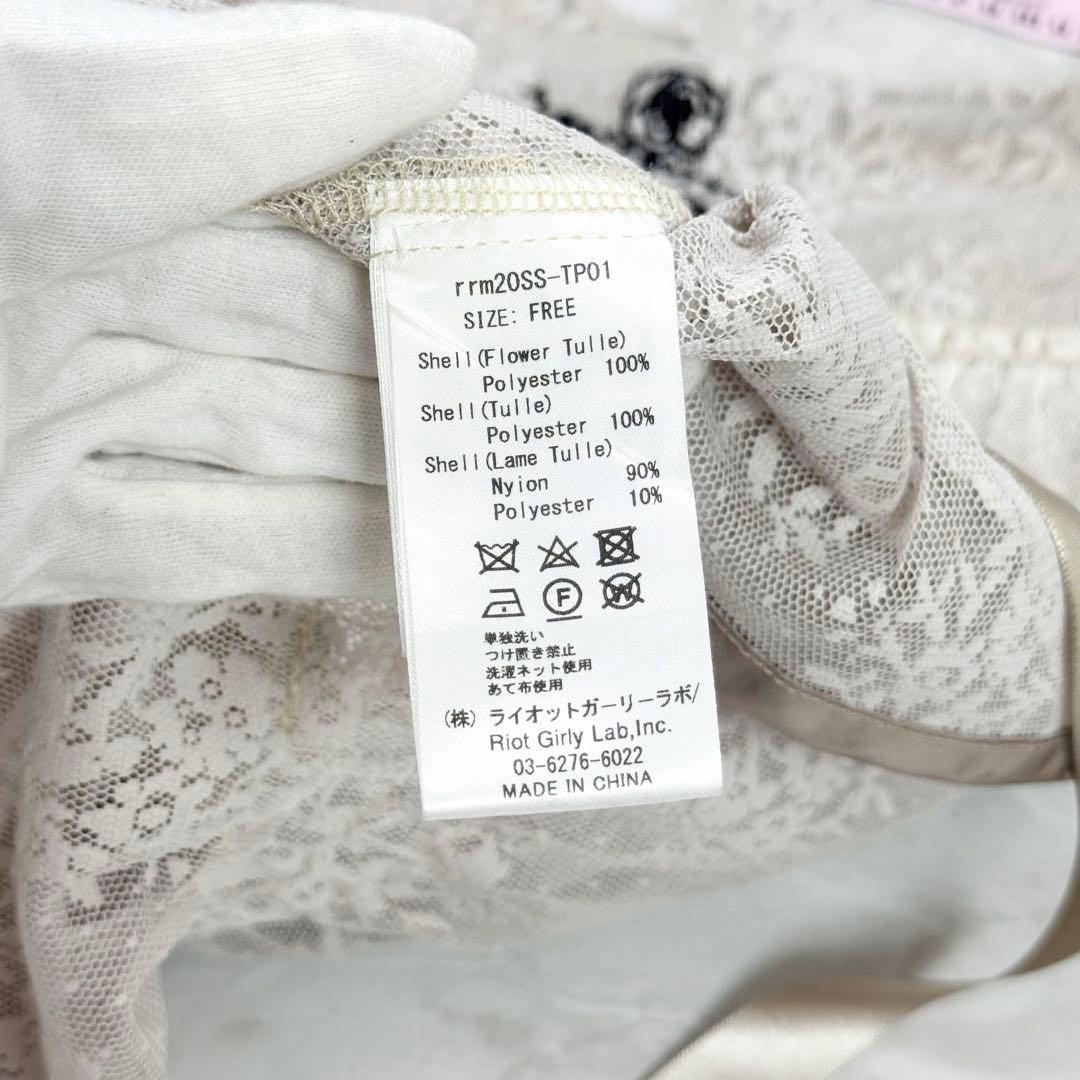 rrm20SS-TP01
SIZE: FREE
Shell(Flower Tulle)
Polyester 100%
Shell(Tulle)
Polyester 100%
Shell(Lame Tulle)
Nyion 90%
Polyester 10%
F
W
単独洗い
つけ置き禁止
洗濯ネット使用
あて布使用
(株) ライオットガーリーラボ/
Riot Girly Lab,Inc.
03-6276-6022
MADE IN CHINA